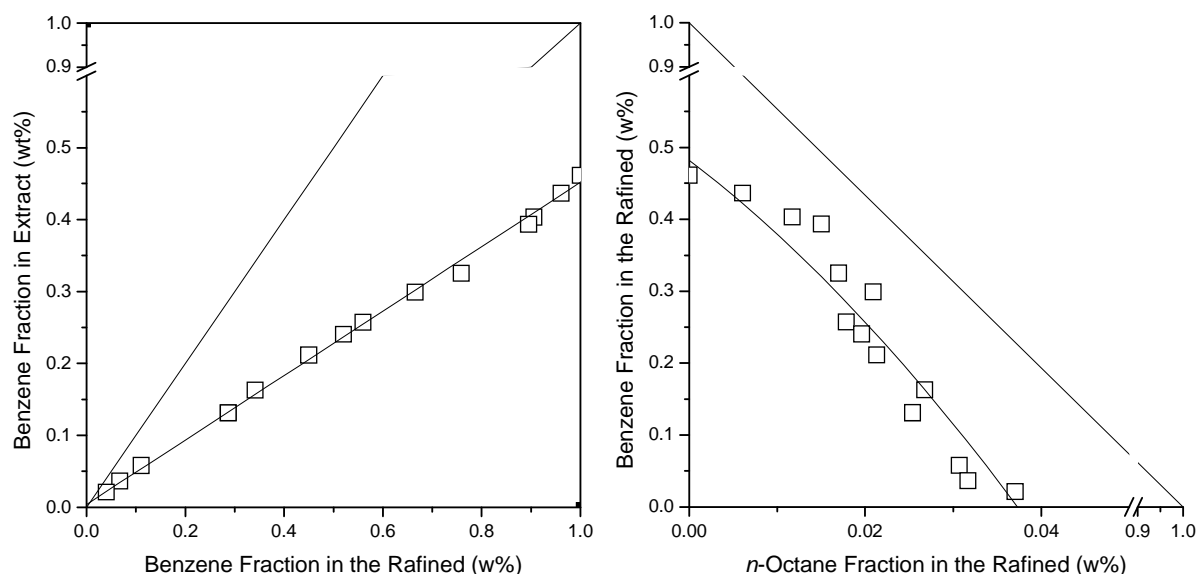 1.0
0.9
0.5
0.4
0.3
0.2
0.1
0.0
Benzene Fraction in Extract (wt%)
0.0 0.2 0.4 0.6 0.8 1.0
Benzene Fraction in the Rafined (w%)
1.0
0.9
0.5
0.4
0.3
0.2
0.1
0.0
Benzene Fraction in the Rafined (w%)
0.00 0.02 0.04 0.9 1.0
n-Octane Fraction in the Rafined (w%)